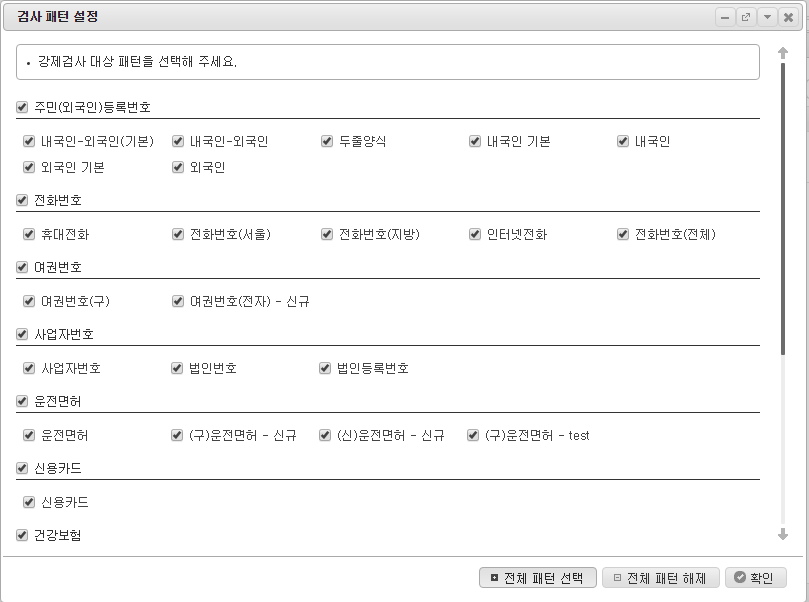 검사 패턴 설정
• 강제검사 대상 패턴을 선택해 주세요.
주민(외국인)등록번호
내국인-외국인(기본) 내국인-외국인 두줄양식 내국인 기본 내국인
외국인 기본 외국인
전화번호
휴대전화 전화번호(서울) 전화번호(지방) 인터넷전화 전화번호(전체)
여권번호
여권번호(구) 여권번호(전자) - 신규
사업자번호
사업자번호 법인번호 법인등록번호
운전면허
운전면허 (구)운전면허 - 신규 (신)운전면허 - 신규 (구)운전면허 - test
신용카드
신용카드
건강보험
전체 패턴 선택 전체 패턴 해제 확인